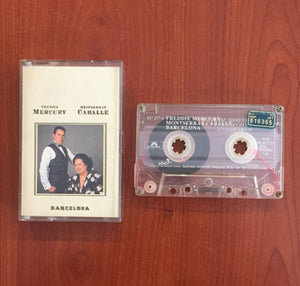 FREDDIE MONTSERRAT
MERCURY CABALLE
BARCELONA
FREDDIE MERCURY
MONTSERRAT CABALLE
BARCELONA